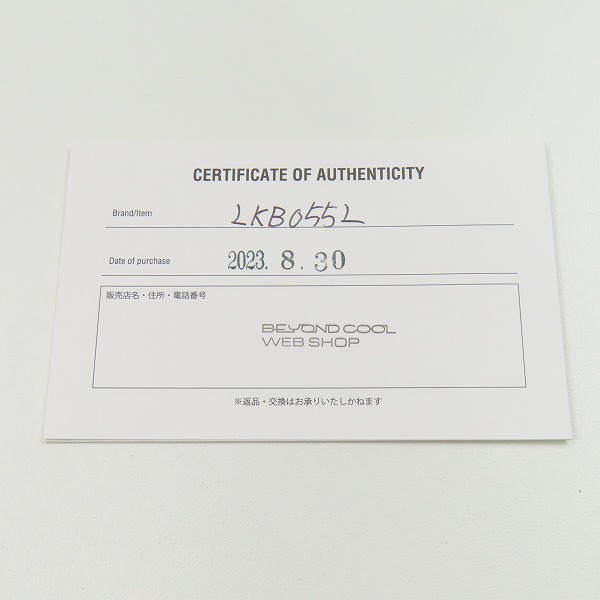 CERTIFICATE OF AUTHENTICITY
Brand/Item LKB055L
Date of purchase 2023. 8. 30
販売店名・住所・電話番号
BEYOND COOL
WEB SHOP
※返品・交換はお承りいたしかねます